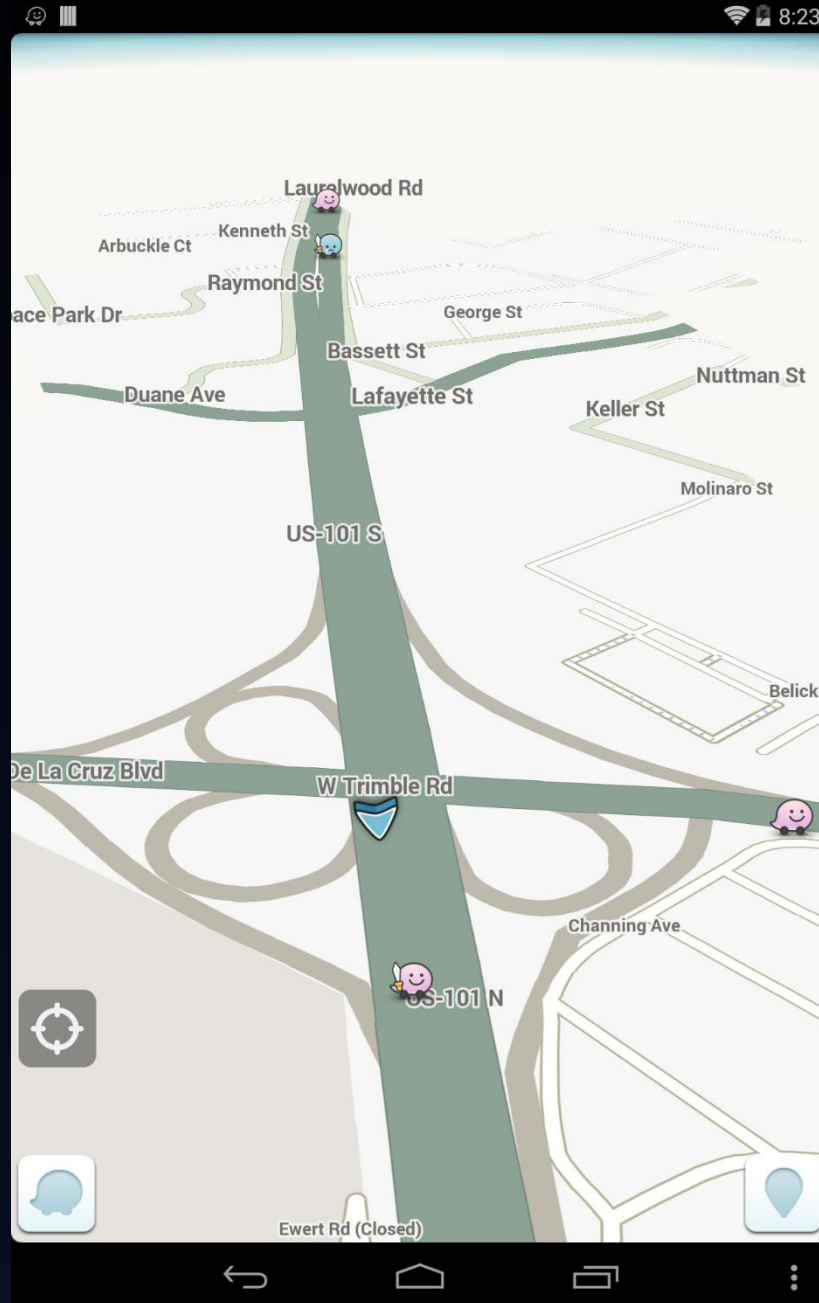 8:23
Laurelwood Rd
Kenneth St
Arbuckle Ct
Raymond St
George St
ace Park Dr
Bassett St
Nuttman St
Duane Ave
Lafayette St
Keller St
Molinaro St
US-101 S
Belick
De La Cruz Blvd
W Trimble Rd
Channing Ave
US-101 N
Ewert Rd (Closed)